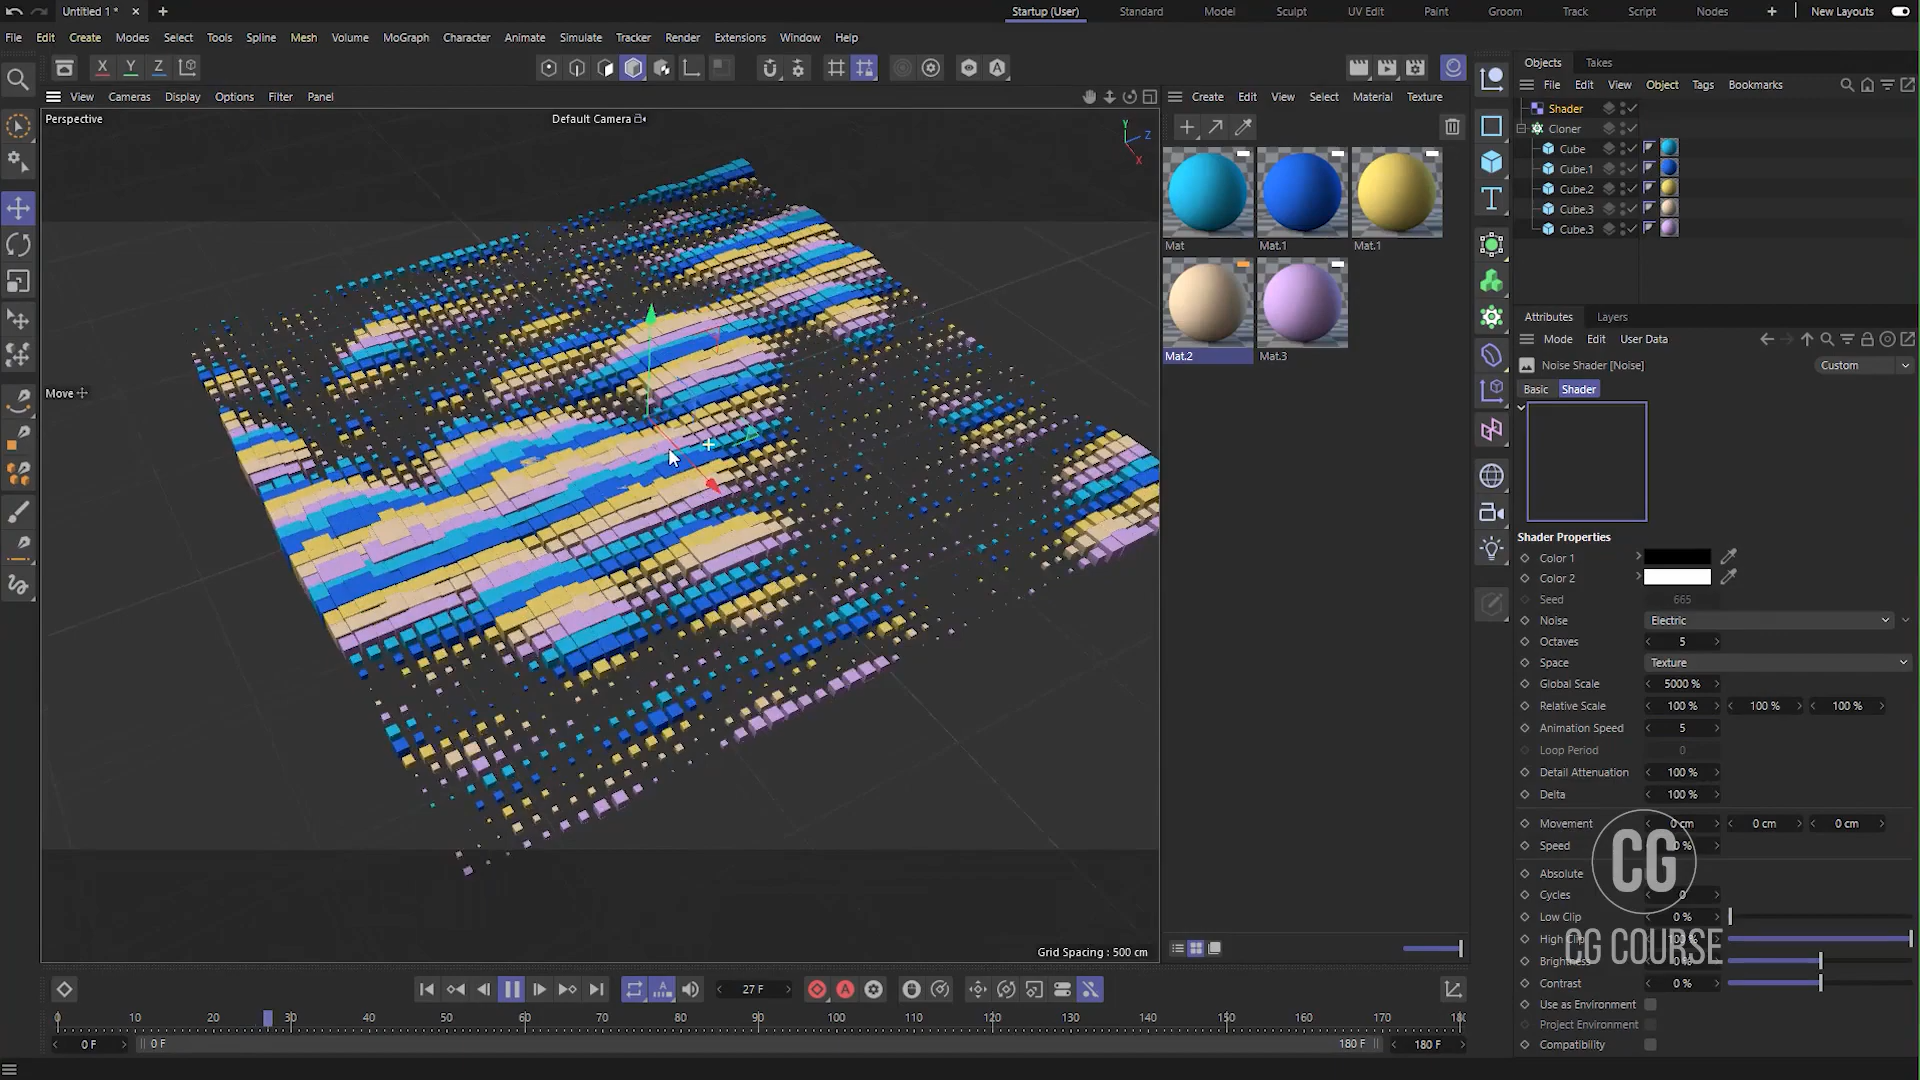 Untitled 1 *
Startup (User)
Standard
Model
Sculpt
UV Edit
Paint
Groom
Track
Script
Nodes
New Layouts
File Edit Create Modes Select Tools Spline Mesh Volume MoGraph Character Animate Simulate Tracker Render Extensions Window Help
X Y Z
View Cameras Display Options Filter Panel
Perspective
Default Camera
Y
Z
X
Move
Grid Spacing : 500 cm
Create Edit View Select Material Texture
Mat
Mat.1
Mat.1
Mat.2
Mat.3
Objects Takes
File Edit View Object Tags Bookmarks
Shader
Cloner
Cube
Cube.1
Cube.2
Cube.3
Cube.3
Attributes Layers
Mode Edit User Data
Noise Shader [Noise]
Custom
Basic Shader
Shader Properties
Color 1
Color 2
Seed 665
Noise Electric
Octaves 5
Space Texture
Global Scale 5000 %
Relative Scale 100 % 100 % 100 %
Animation Speed 5
Loop Period 0
Detail Attenuation 100 %
Delta 100 %
Movement 0 cm 0 cm 0 cm
Speed 0 %
Absolute
Cycles 0
Low Clip 0 %
High Clip 100 %
Brightness 0 %
Contrast 0 %
Use as Environment
Project Environment
Compatibility
CG
CG COURSE
27 F
0 10 20 30 40 50 60 70 80 90 100 110 120 130 140 150 160 170
0 F
0 F
180 F
180 F